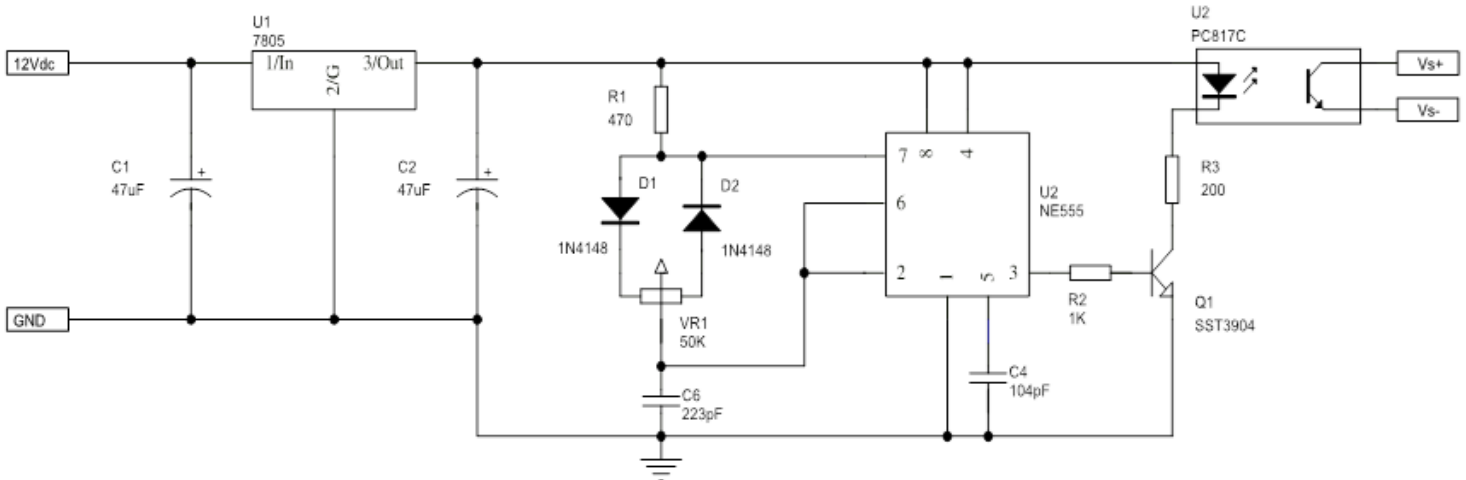 U1
7805
12Vdc
1/In
2/G
3/Out
U2
PC817C
Vs+
Vs-
R1
470
C1
47uF
C2
47uF
D1
D2
1N4148
1N4148
7
8
4
6
2
1
5
3
U2
NE555
R3
200
R2
1K
Q1
SST3904
GND
VR1
50K
C6
223pF
C4
104pF